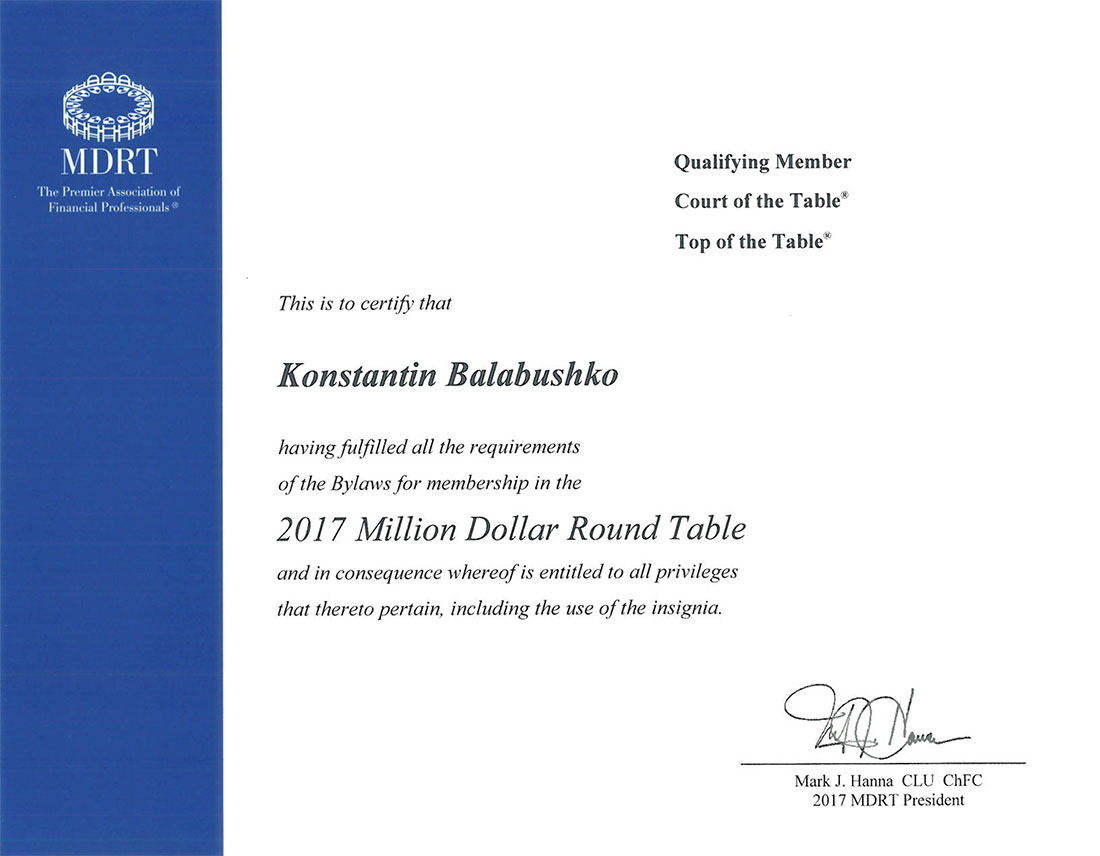 MDRT
The Premier Association of
Financial Professionals ®
Qualifying Member
Court of the Table®
Top of the Table®
This is to certify that
Konstantin Balabushko
having fulfilled all the requirements
of the Bylaws for membership in the
2017 Million Dollar Round Table
and in consequence whereof is entitled to all privileges
that thereto pertain, including the use of the insignia.
Mark J. Hanna CLU ChFC
2017 MDRT President